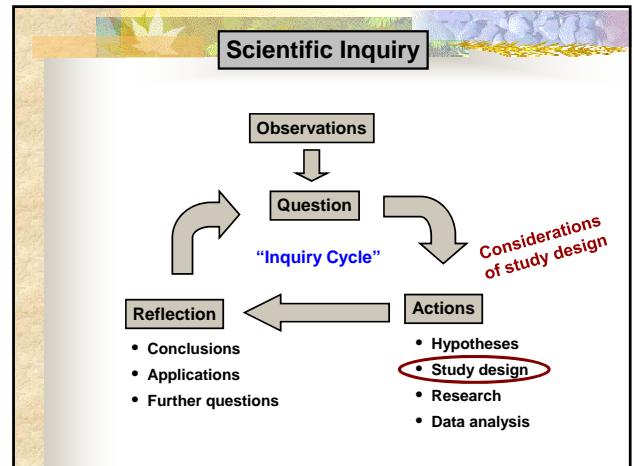 Scientific Inquiry
Observations
Question
“Inquiry Cycle”
Considerations
of study design
Reflection
• Conclusions
• Applications
• Further questions
Actions
• Hypotheses
• Study design
• Research
• Data analysis